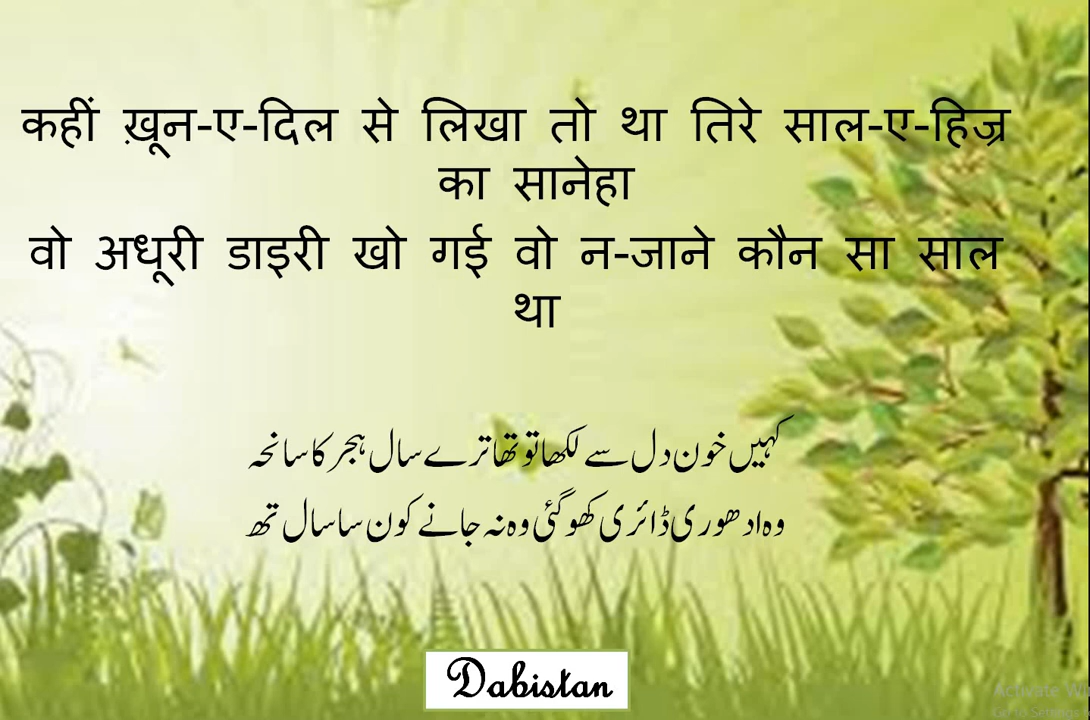 कहीं ख़ून-ए-दिल से लिखा तो था तिरे साल-ए-हिज्र
का सानेहा
वो अधूरी डाइरी खो गई वो न-जाने कौन सा साल
था
کہیں خون دل سے لکھا تو تھا ترے سال ہجر کا سانحہ
وہ ادھوری ڈائری کھو گئی وہ نہ جانے کون سا سال تھ
Dabistan